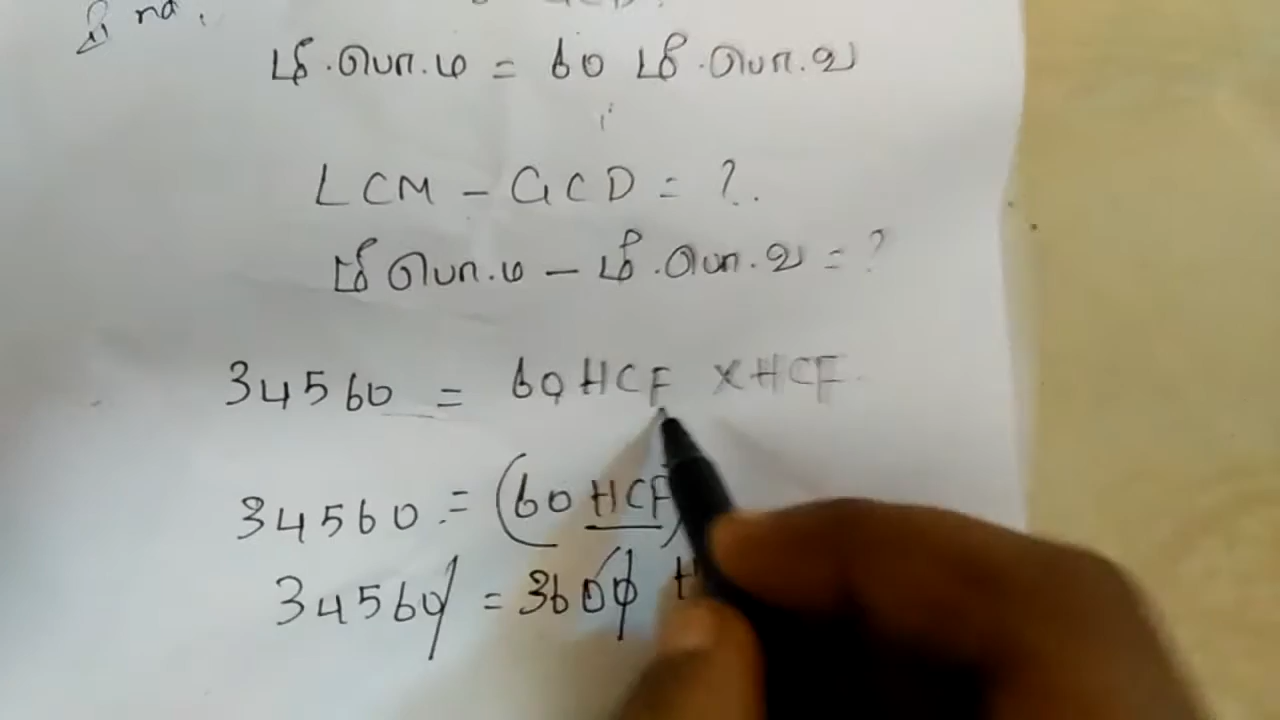 மீ.பொ.ம = 60 மீ.பொ.வ
LCM - GCD = ?.
மீ பொ.ம - மீ.பொ.வ = ?
34560 = 60 HCF X HCF
34560 = (60 HCF)
34560 = 3600 H